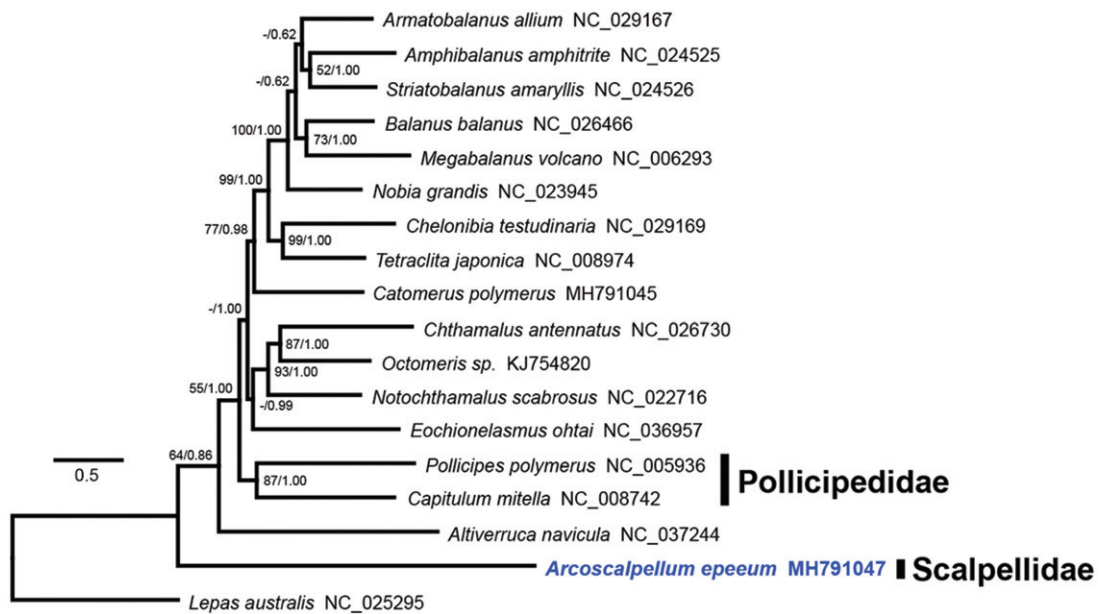 Armatobalanus allium NC_029167
-/0.62
Amphibalanus amphitrite NC_024525
52/1.00
Striatobalanus amaryllis NC_024526
-/0.62
Balanus balanus NC_026466
100/1.00
73/1.00
Megabalanus volcano NC_006293
99/1.00
Nobia grandis NC_023945
Chelonibia testudinaria NC_029169
77/0.98
99/1.00
Tetraclita japonica NC_008974
Catomerus polymerus MH791045
-/1.00
Chthamalus antennatus NC_026730
87/1.00
Octomeris sp. KJ754820
93/1.00
55/1.00
Notochthamalus scabrosus NC_022716
-/0.99
Eochionelasmus ohtai NC_036957
64/0.86
0.5
Pollicipes polymerus NC_005936
87/1.00
Pollicipedidae
Capitulum mitella NC_008742
Altiverruca navicula NC_037244
Arcoscalpellum epeeum MH791047
Scalpellidae
Lepas australis NC_025295